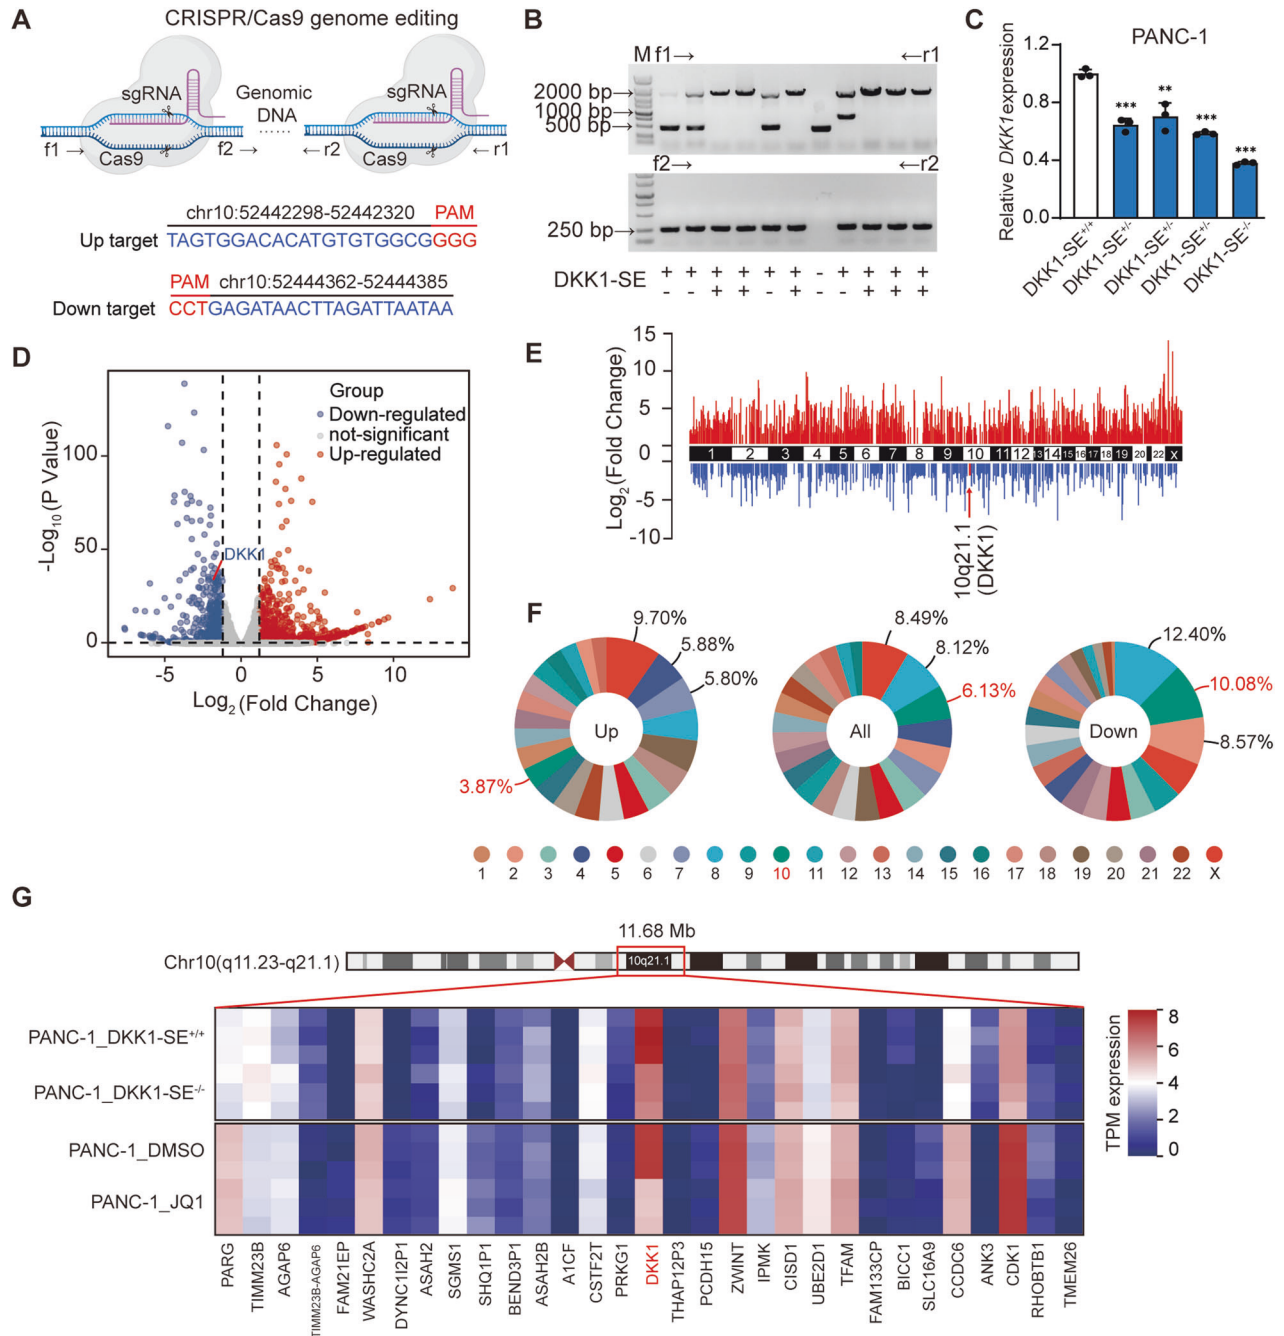 A
CRISPR/Cas9 genome editing
sgRNA
Genomic
DNA
......
sgRNA
f1→
Cas9
f2→
←r2
Cas9
←r1
chr10:52442298-52442320 PAM
Up target TAGTGGACACATGTGTGGCGGGG
PAM chr10:52444362-52444385
Down target CCTGAGATAACTTAGATTAATAA
B
M f1→ ←r1
2000 bp→
1000 bp→
500 bp→
f2→ ←r2
250 bp→
DKK1-SE
+ + + + + + - + + + +
- - + + - + - - + + +
C
PANC-1
Relative DKK1 expression
1.2
0.8
0.4
0.0
***
**
***
***
DKK1-SE+/+
DKK1-SE+/-
DKK1-SE+/-
DKK1-SE+/-
DKK1-SE-/-
D
-Log10 (P Value)
100
50
0
Group
Down-regulated
not-significant
Up-regulated
DKK1
-5 0 5 10
Log2 (Fold Change)
E
Log2 (Fold Change)
15
10
5
0
0
-5
-10
1 2 3 4 5 6 7 8 9 10 11 12 13 14 15 16 17 18 19 20 22 X
10q21.1
(DKK1)
F
9.70%
5.88%
5.80%
3.87%
Up
8.49%
8.12%
6.13%
All
12.40%
10.08%
8.57%
Down
1 2 3 4 5 6 7 8 9 10 11 12 13 14 15 16 17 18 19 20 21 22 X
G
11.68 Mb
Chr10(q11.23-q21.1)
10q21.1
PANC-1_DKK1-SE+/+
PANC-1_DKK1-SE-/-
PANC-1_DMSO
PANC-1_JQ1
TPM expression
8
6
4
2
0
PARG
TIMM23B
AGAP6
TIMM23B-AGAP6
FAM21EP
WASHC2A
DYNC1I2P1
ASAH2
SGMS1
SHQ1P1
BEND3P1
ASAH2B
A1CF
CSTF2T
PRKG1
DKK1
THAP12P3
PCDH15
ZWINT
IPMK
CISD1
UBE2D1
TFAM
FAM133CP
BICC1
SLC16A9
CCDC6
ANK3
CDK1
RHOBTB1
TMEM26